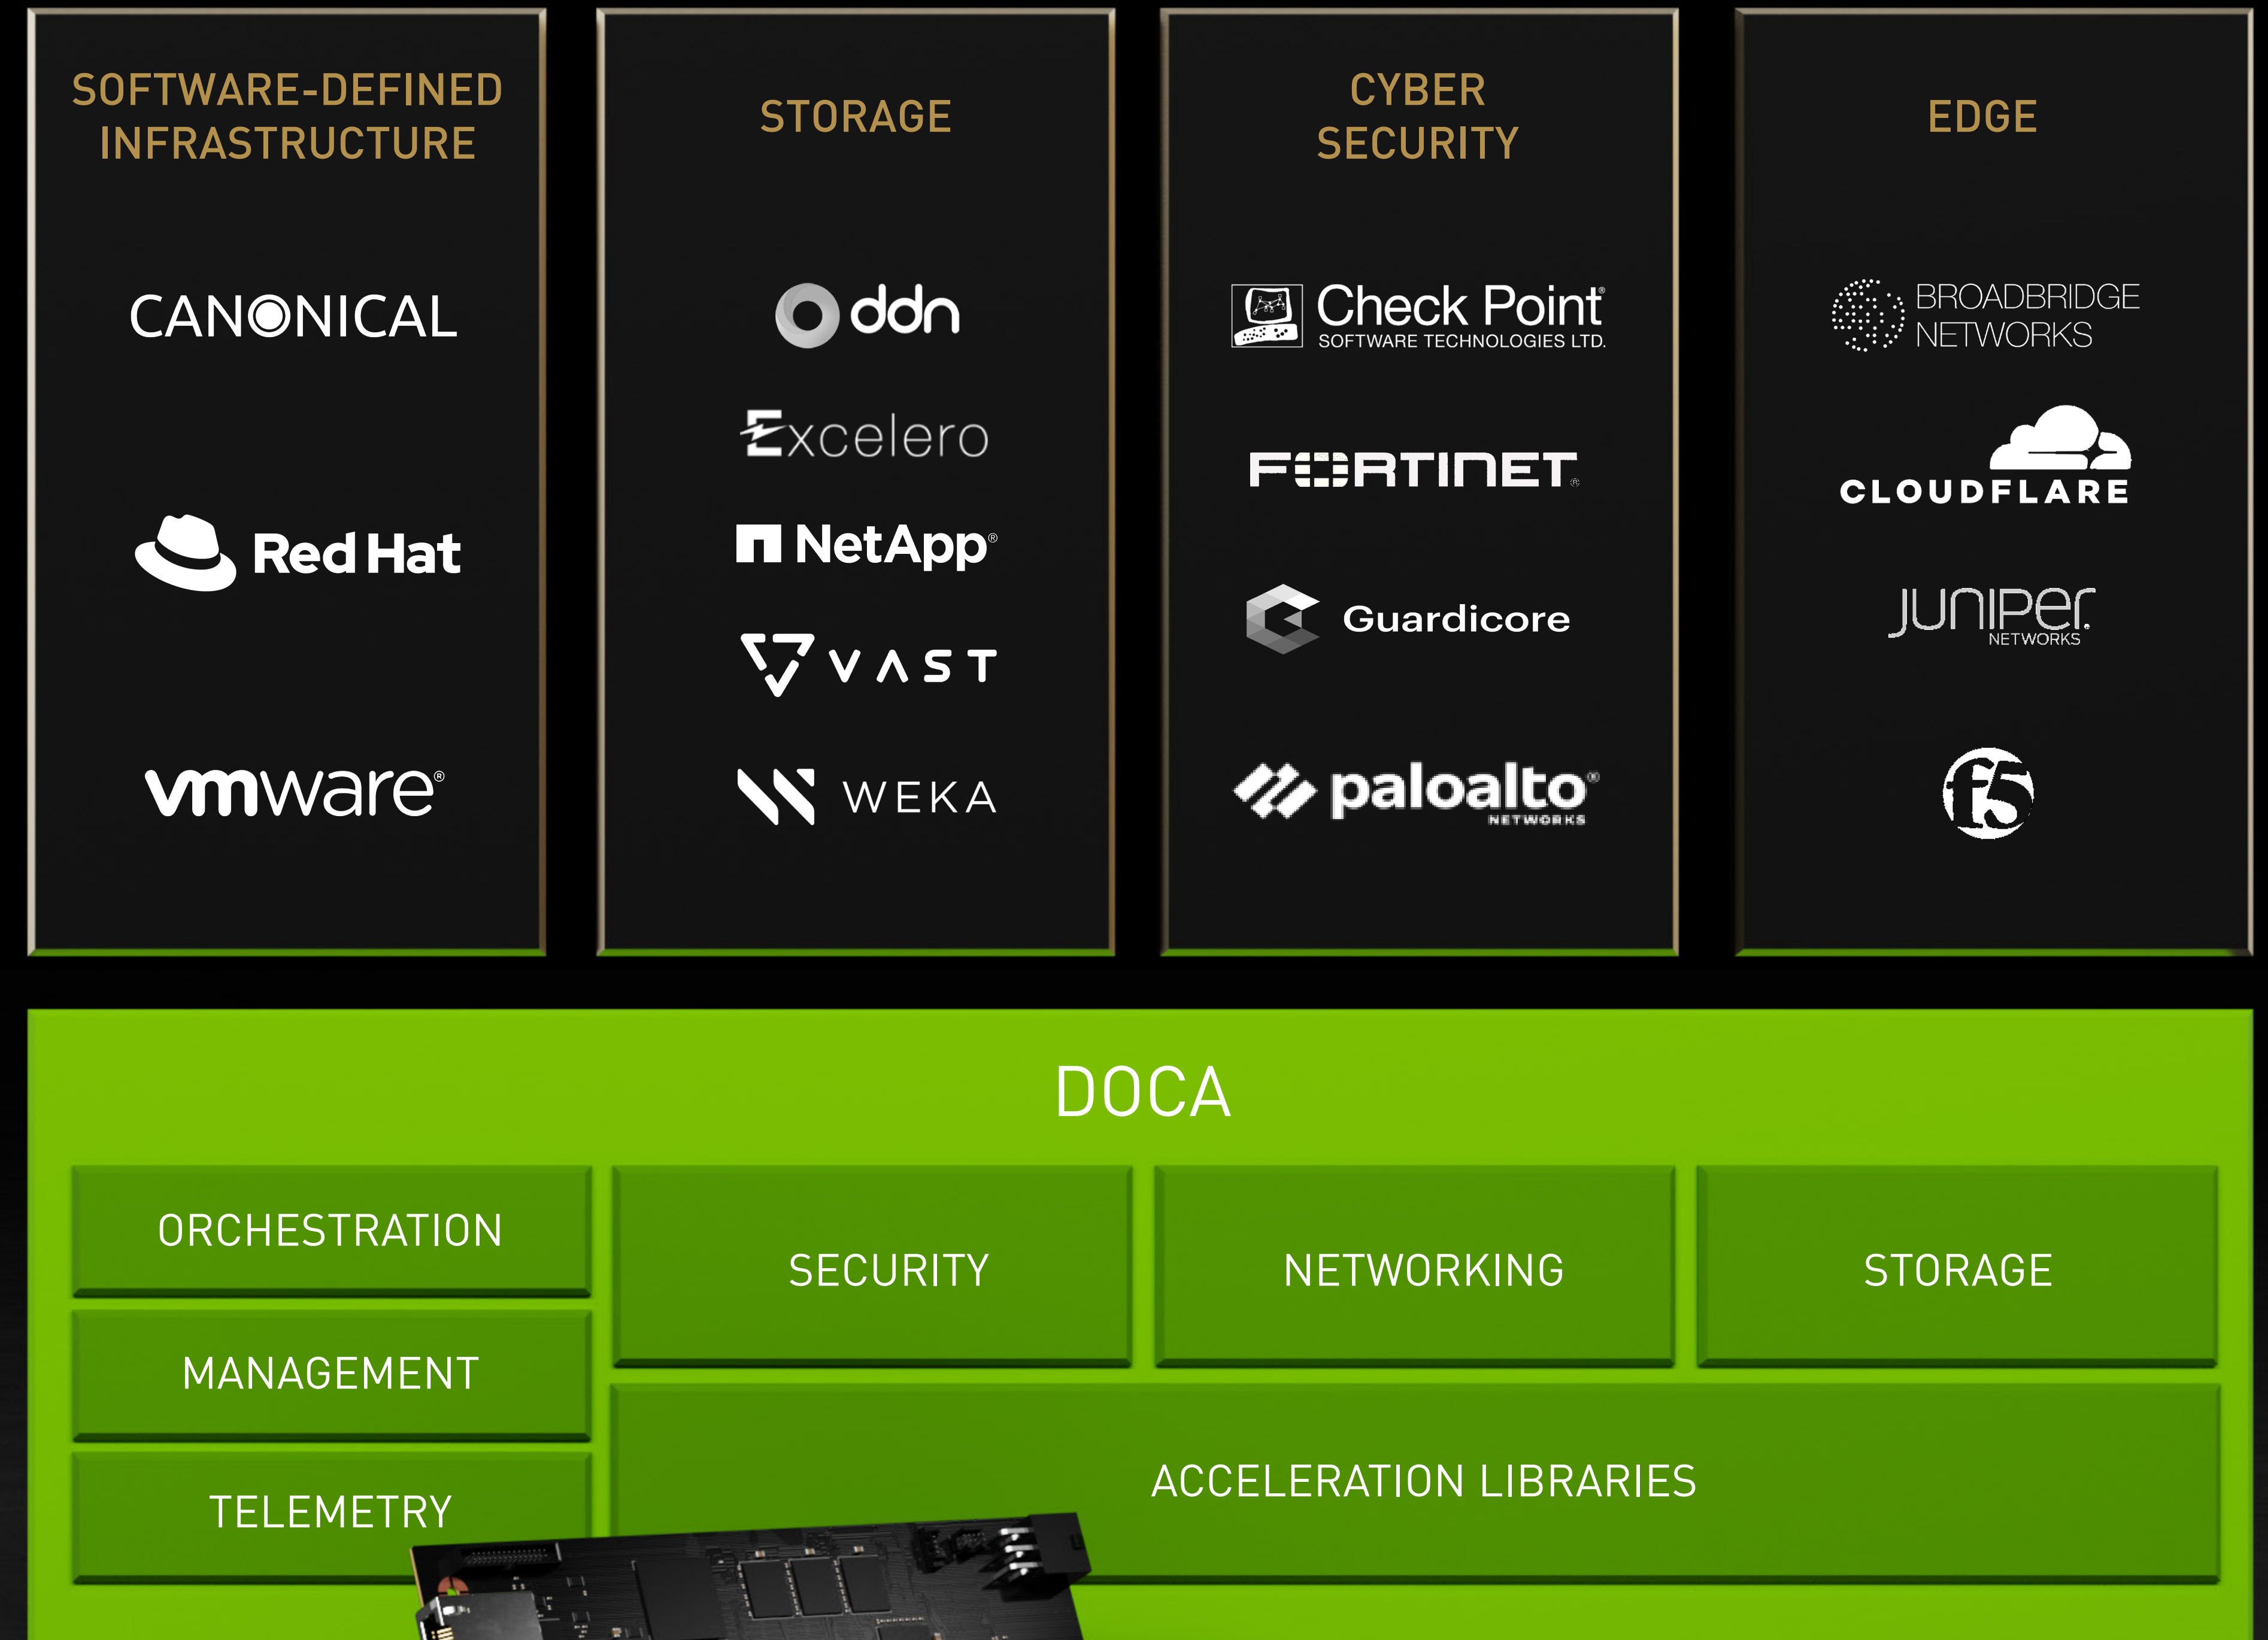 SOFTWARE-DEFINED
INFRASTRUCTURE
CANONICAL
Red Hat
vmware®
STORAGE
ddn
Excelero
NetApp®
VAST
WEKA
CYBER
SECURITY
Check Point®
SOFTWARE TECHNOLOGIES LTD.
FORTINET®
Guardicore
paloalto®
NETWORKS
EDGE
BROADBRIDGE
NETWORKS
CLOUDFLARE
JUNIPER
NETWORKS
f5
DOCA
ORCHESTRATION
MANAGEMENT
TELEMETRY
SECURITY
NETWORKING
STORAGE
ACCELERATION LIBRARIES